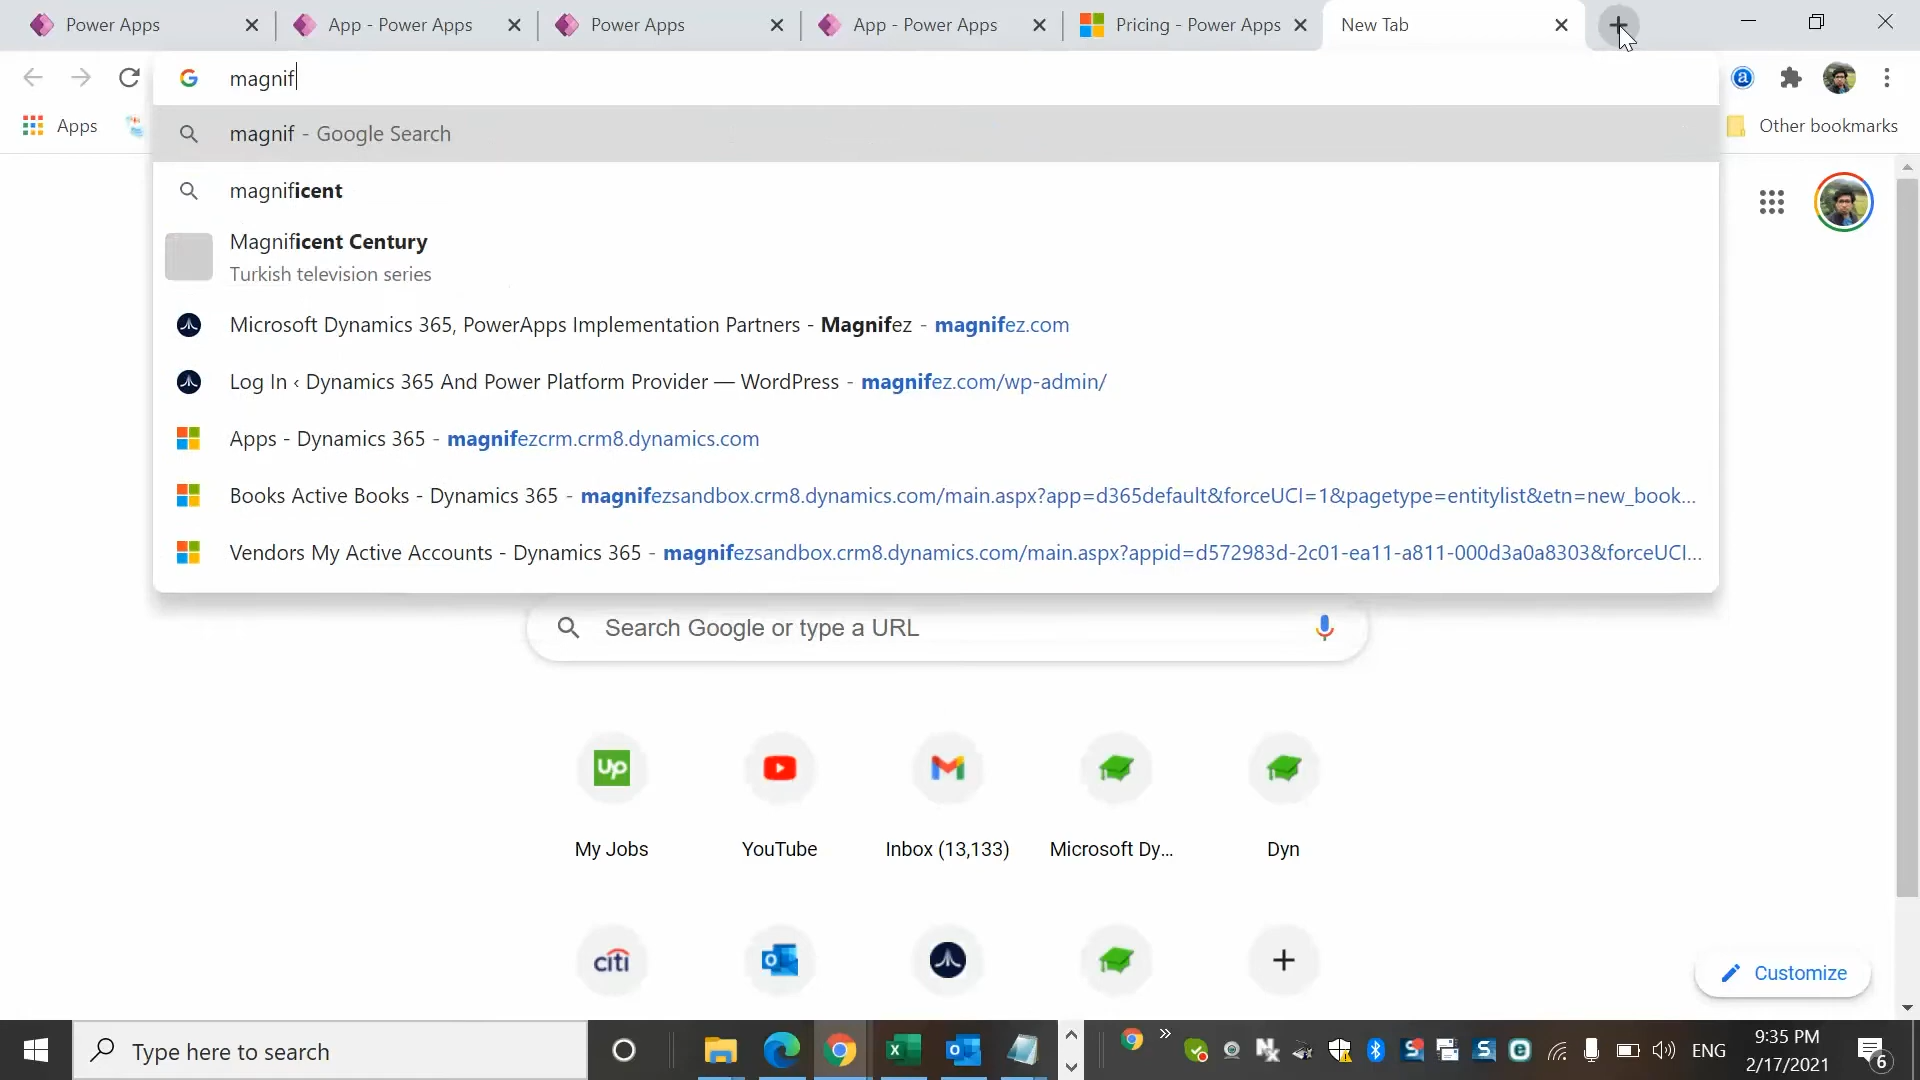 Power Apps
App - Power Apps
Power Apps
App - Power Apps
Pricing - Power Apps
New Tab
magnif
Apps
Other bookmarks
magnif - Google Search
magnificent
Magnificent Century
Turkish television series
Microsoft Dynamics 365, PowerApps Implementation Partners - Magnifez - magnifez.com
Log In ‹ Dynamics 365 And Power Platform Provider — WordPress - magnifez.com/wp-admin/
Apps - Dynamics 365 - magnifezcrm.crm8.dynamics.com
Books Active Books - Dynamics 365 - magnifezsandbox.crm8.dynamics.com/main.aspx?app=d365default&forceUCI=1&pagetype=entitylist&etn=new_book...
Vendors My Active Accounts - Dynamics 365 - magnifezsandbox.crm8.dynamics.com/main.aspx?appid=d572983d-2c01-ea11-a811-000d3a0a8303&forceUCI...
Search Google or type a URL
Up
My Jobs
YouTube
Inbox (13,133)
Microsoft Dy...
Dyn
citi
Customize
Type here to search
ENG
9:35 PM
2/17/2021
6